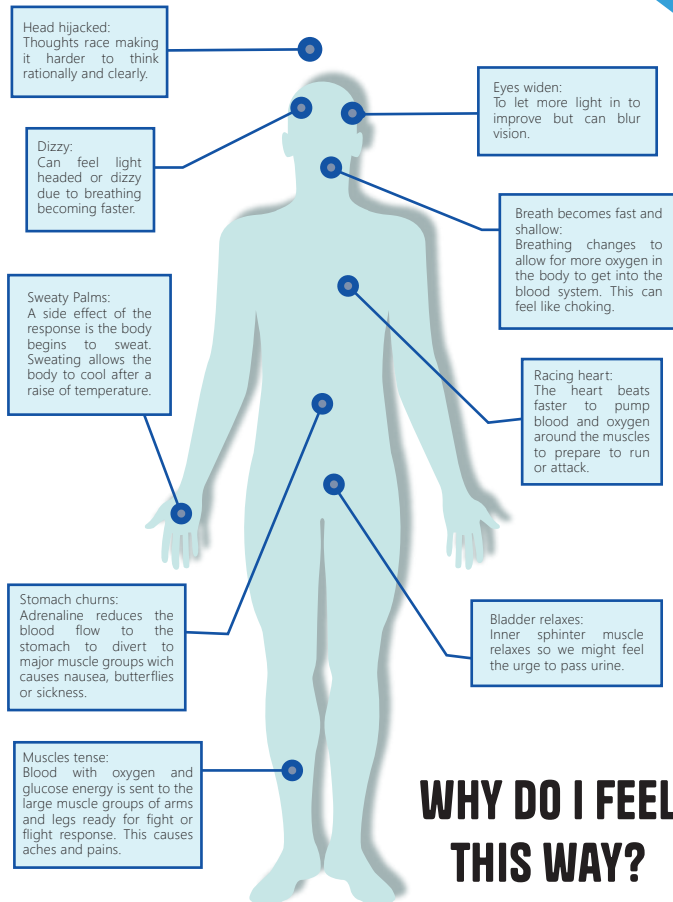 Head hijacked:
Thoughts race making
it harder to think
rationally and clearly.
Eyes widen:
To let more light in to
improve but can blur
vision.
Dizzy:
Can feel light
headed or dizzy
due to breathing
becoming faster.
Breath becomes fast and
shallow:
Breathing changes to
allow for more oxygen in
the body to get into the
blood system. This can
feel like choking.
Sweaty Palms:
A side effect of the
response is the body
begins to sweat.
Sweating allows the
body to cool after a
raise of temperature.
Racing heart:
The heart beats
faster to pump
blood and oxygen
around the muscles
to prepare to run
or attack.
Stomach churns:
Adrenaline reduces the
blood flow to the
stomach to divert to
major muscle groups wich
causes nausea, butterflies
or sickness.
Bladder relaxes:
Inner sphinter muscle
relaxes so we might feel
the urge to pass urine.
Muscles tense:
Blood with oxygen and
glucose energy is sent to the
large muscle groups of arms
and legs ready for fight or
flight response. This causes
aches and pains.
WHY DO I FEEL
THIS WAY?